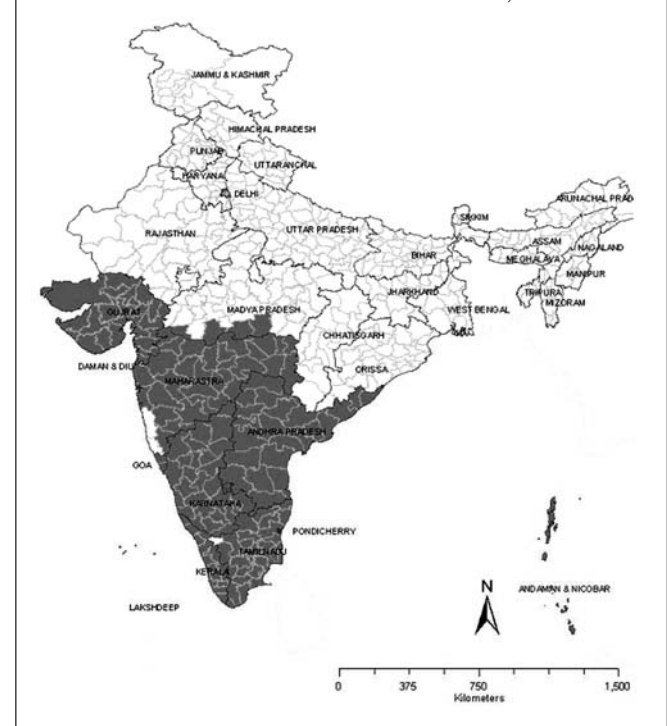 JAMMU & KASHMIR
HIMACHAL PRADESH
PUNJAB
UTTARANCHAL
HARYANA
DELHI
ARUNACHAL PRAD
SIKKIM
RAJASTHAN
UTTAR PRADESH
ASSAM
NAGALAND
BIHAR
MEGHALAYA
MANIPUR
JHARKHAND
TRIPURA
MIZORAM
GUJRAT
MADYA PRADESH
WEST BENGAL
CHHATISGARH
DAMAN & DIU
ORISSA
MAHARASTRA
ANDHRA PRADESH
GOA
KARNATAKA
PONDICHERRY
TAMILNADU
KERALA
N
ANDAMAN & NICOBAR
LAKSHDEEP
0 375 750 1,500
Kilometers